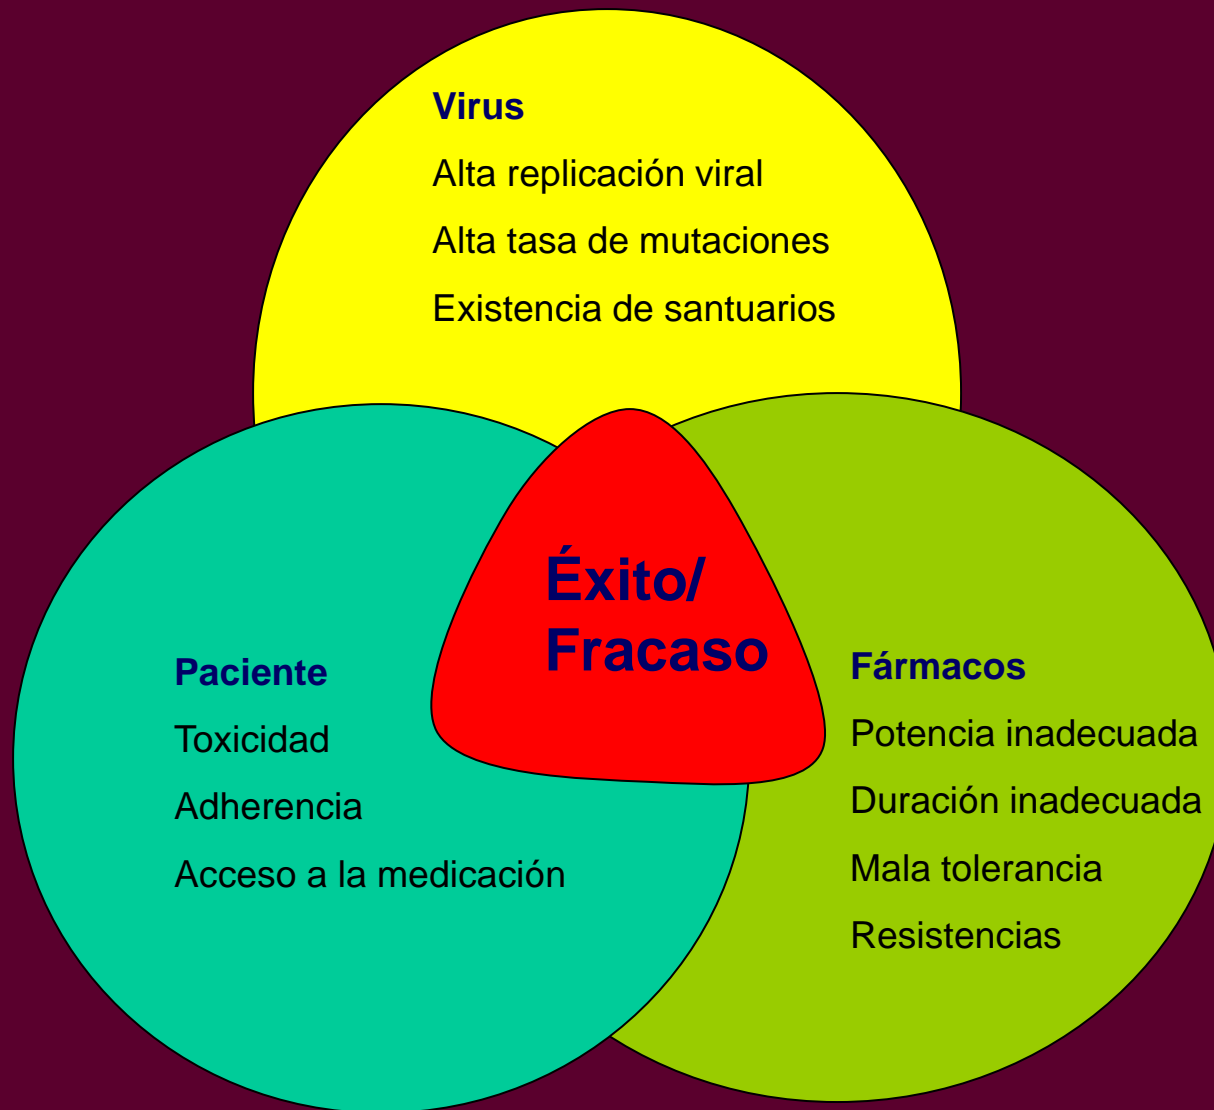 Virus
Alta replicación viral
Alta tasa de mutaciones
Existencia de santuarios
Éxito/
Fracaso
Paciente
Toxicidad
Adherencia
Acceso a la medicación
Fármacos
Potencia inadecuada
Duración inadecuada
Mala tolerancia
Resistencias